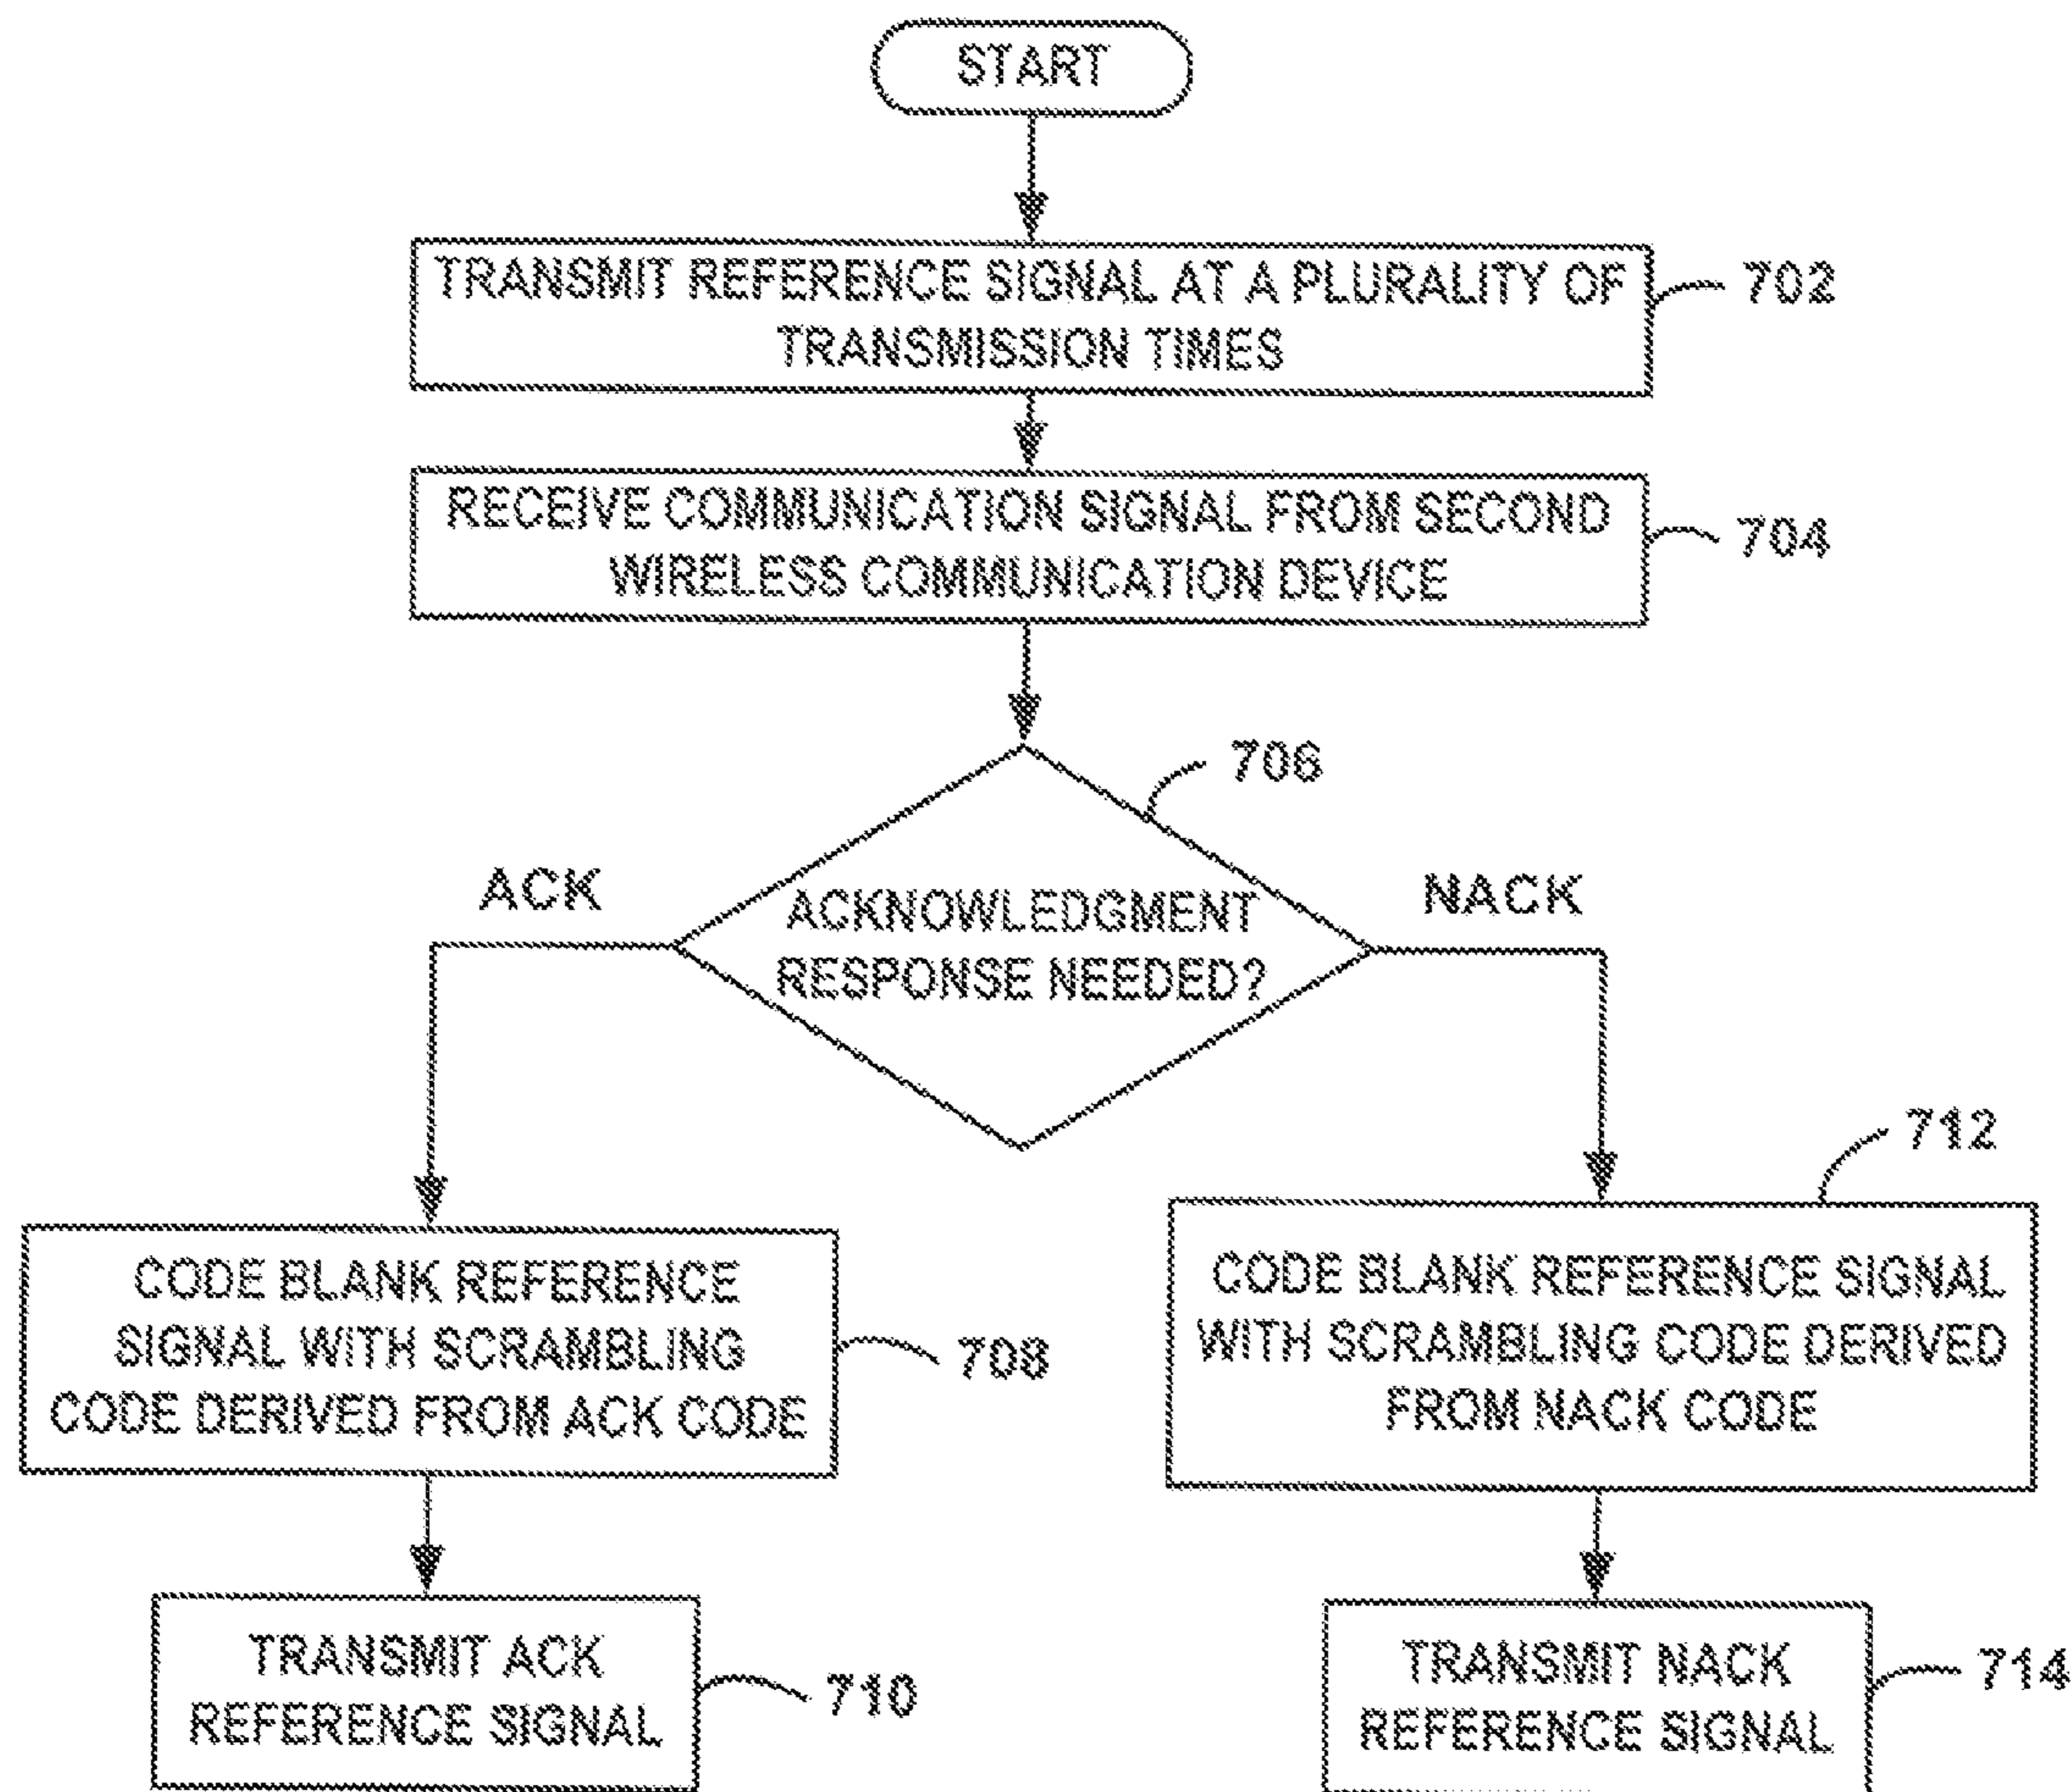 START
TRANSMIT REFERENCE SIGNAL AT A PLURALITY OF
TRANSMISSION TIMES
702
RECEIVE COMMUNICATION SIGNAL FROM SECOND
WIRELESS COMMUNICATION DEVICE
704
706
ACK
ACKNOWLEDGMENT
RESPONSE NEEDED?
NACK
712
CODE BLANK REFERENCE
SIGNAL WITH SCRAMBLING
CODE DERIVED FROM ACK CODE
708
CODE BLANK REFERENCE SIGNAL
WITH SCRAMBLING CODE DERIVED
FROM NACK CODE
TRANSMIT ACK
REFERENCE SIGNAL
710
TRANSMIT NACK
REFERENCE SIGNAL
714